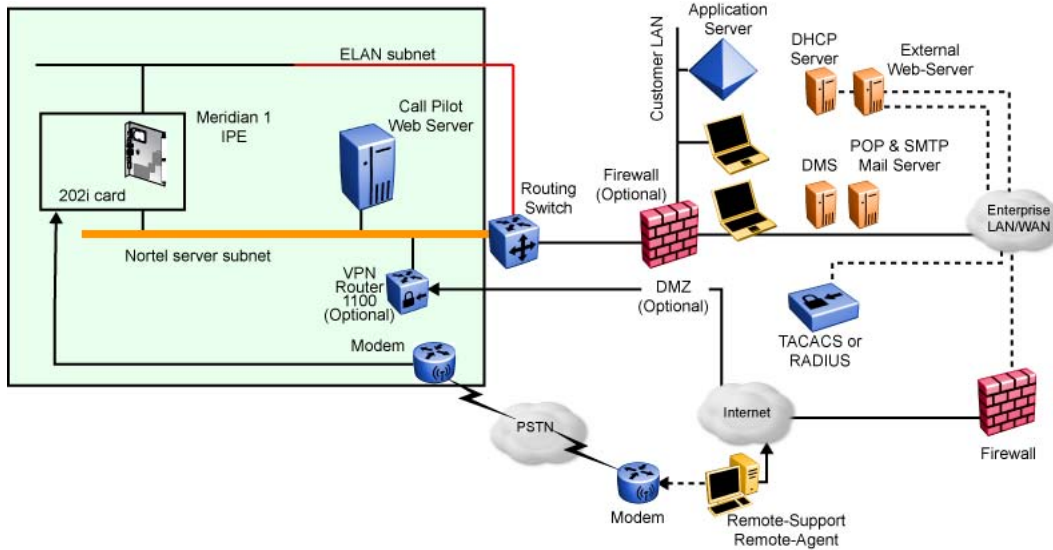 ELAN subnet
Meridian 1
IPE
Call Pilot
Web Server
202i card
Nortel server subnet
VPN
Router
1100
(Optional)
Modem
Routing
Switch
Firewall
(Optional)
Customer LAN
Application
Server
DHCP
Server
External
Web-Server
DMS
POP & SMTP
Mail Server
Enterprise
LAN/WAN
DMZ
(Optional)
TACACS or
RADIUS
PSTN
Internet
Firewall
Modem
Remote-Support
Remote-Agent